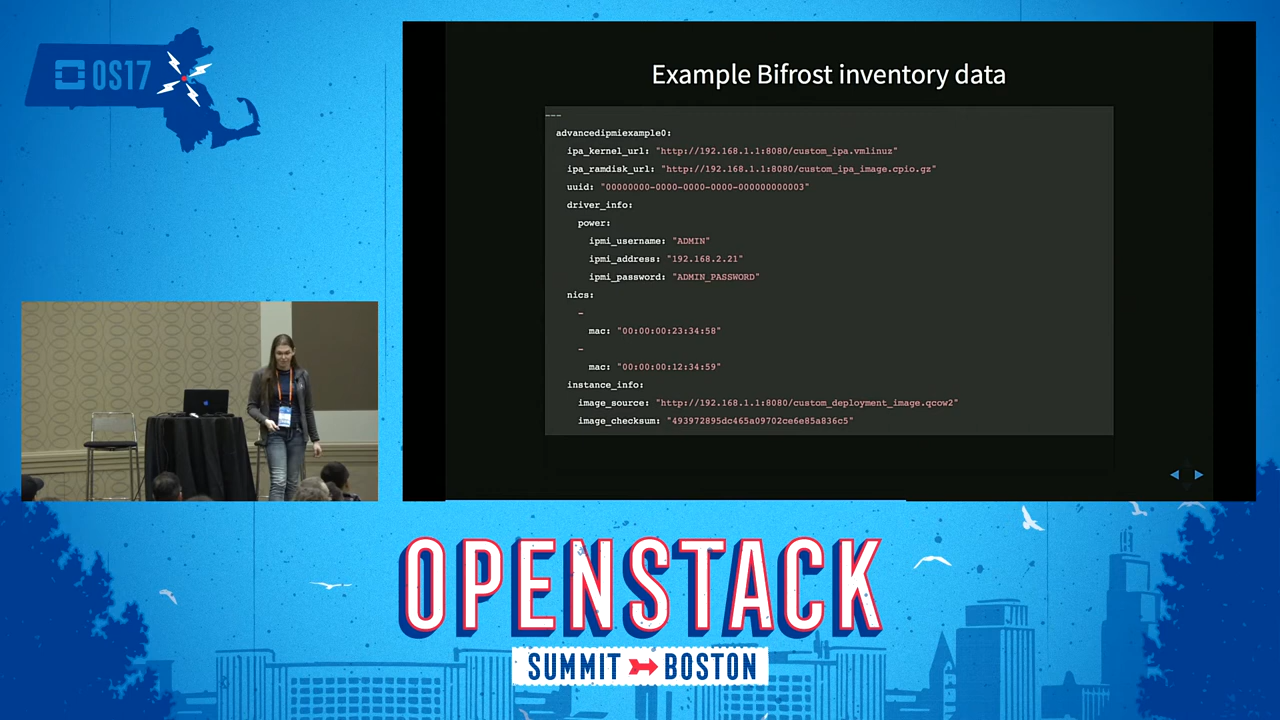 OS17
Example Bifrost inventory data
---
advancedipmiexample0:
ipa_kernel_url: "http://192.168.1.1:8080/custom_ipa.vmlinuz"
ipa_ramdisk_url: "http://192.168.1.1:8080/custom_ipa_image.cpio.gz"
uuid: "00000000-0000-0000-0000-000000000003"
driver_info:
power:
ipmi_username: "ADMIN"
ipmi_address: "192.168.2.21"
ipmi_password: "ADMIN_PASSWORD"
nics:
-
mac: "00:00:00:23:34:58"
-
mac: "00:00:00:12:34:59"
instance_info:
image_source: "http://192.168.1.1:8080/custom_deployment_image.qcow2"
image_checksum: "493972895dc465a09702ce6e85a836c5"
OPENSTACK
SUMMIT BOSTON